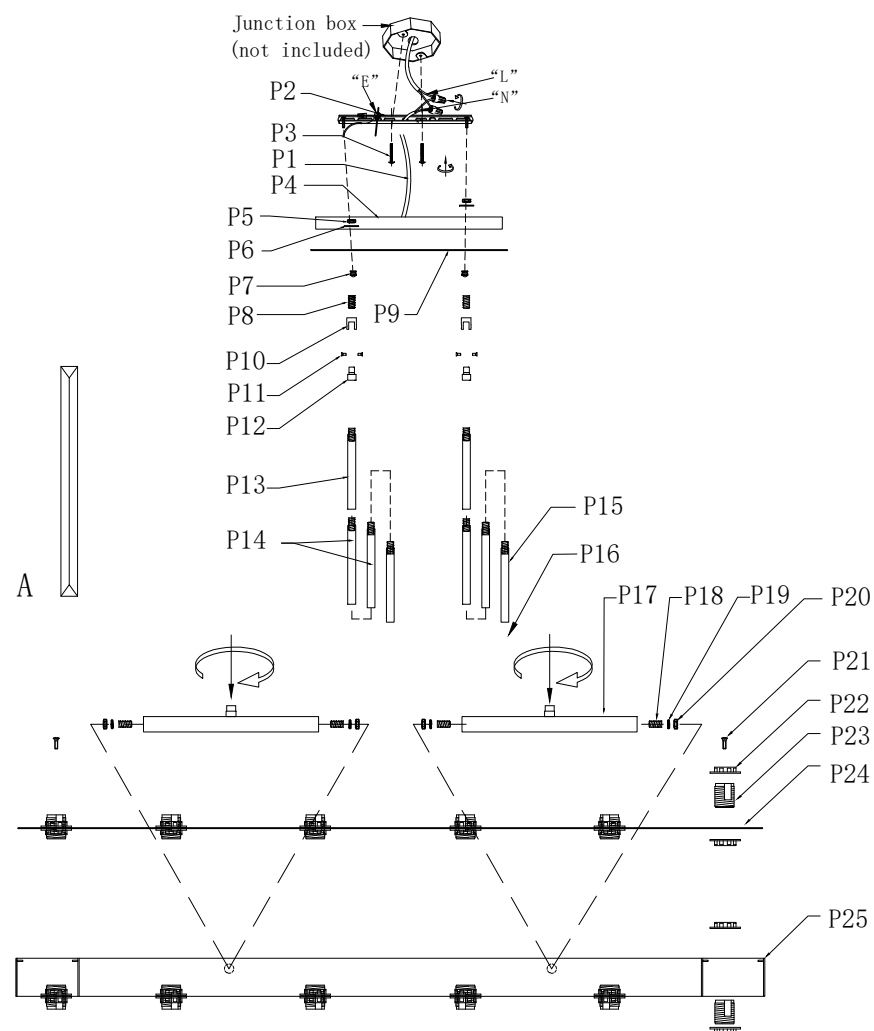 Junction box
(not included)
“L”
“E”
“N”
P2
P3
P1
P4
P5
P6
P7
P8
P9
P10
P11
P12
P13
P14
P15
P16
A
P17
P18
P19
P20
P21
P22
P23
P24
P25